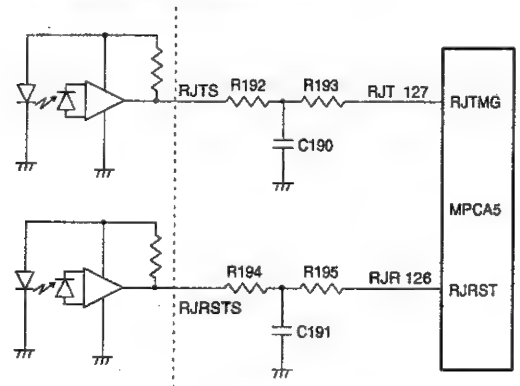 RJTS
R192
R193
RJT 127
RJTMG
C190
MPCA5
RJRSTS
R194
R195
RJR 126
RJRST
C191